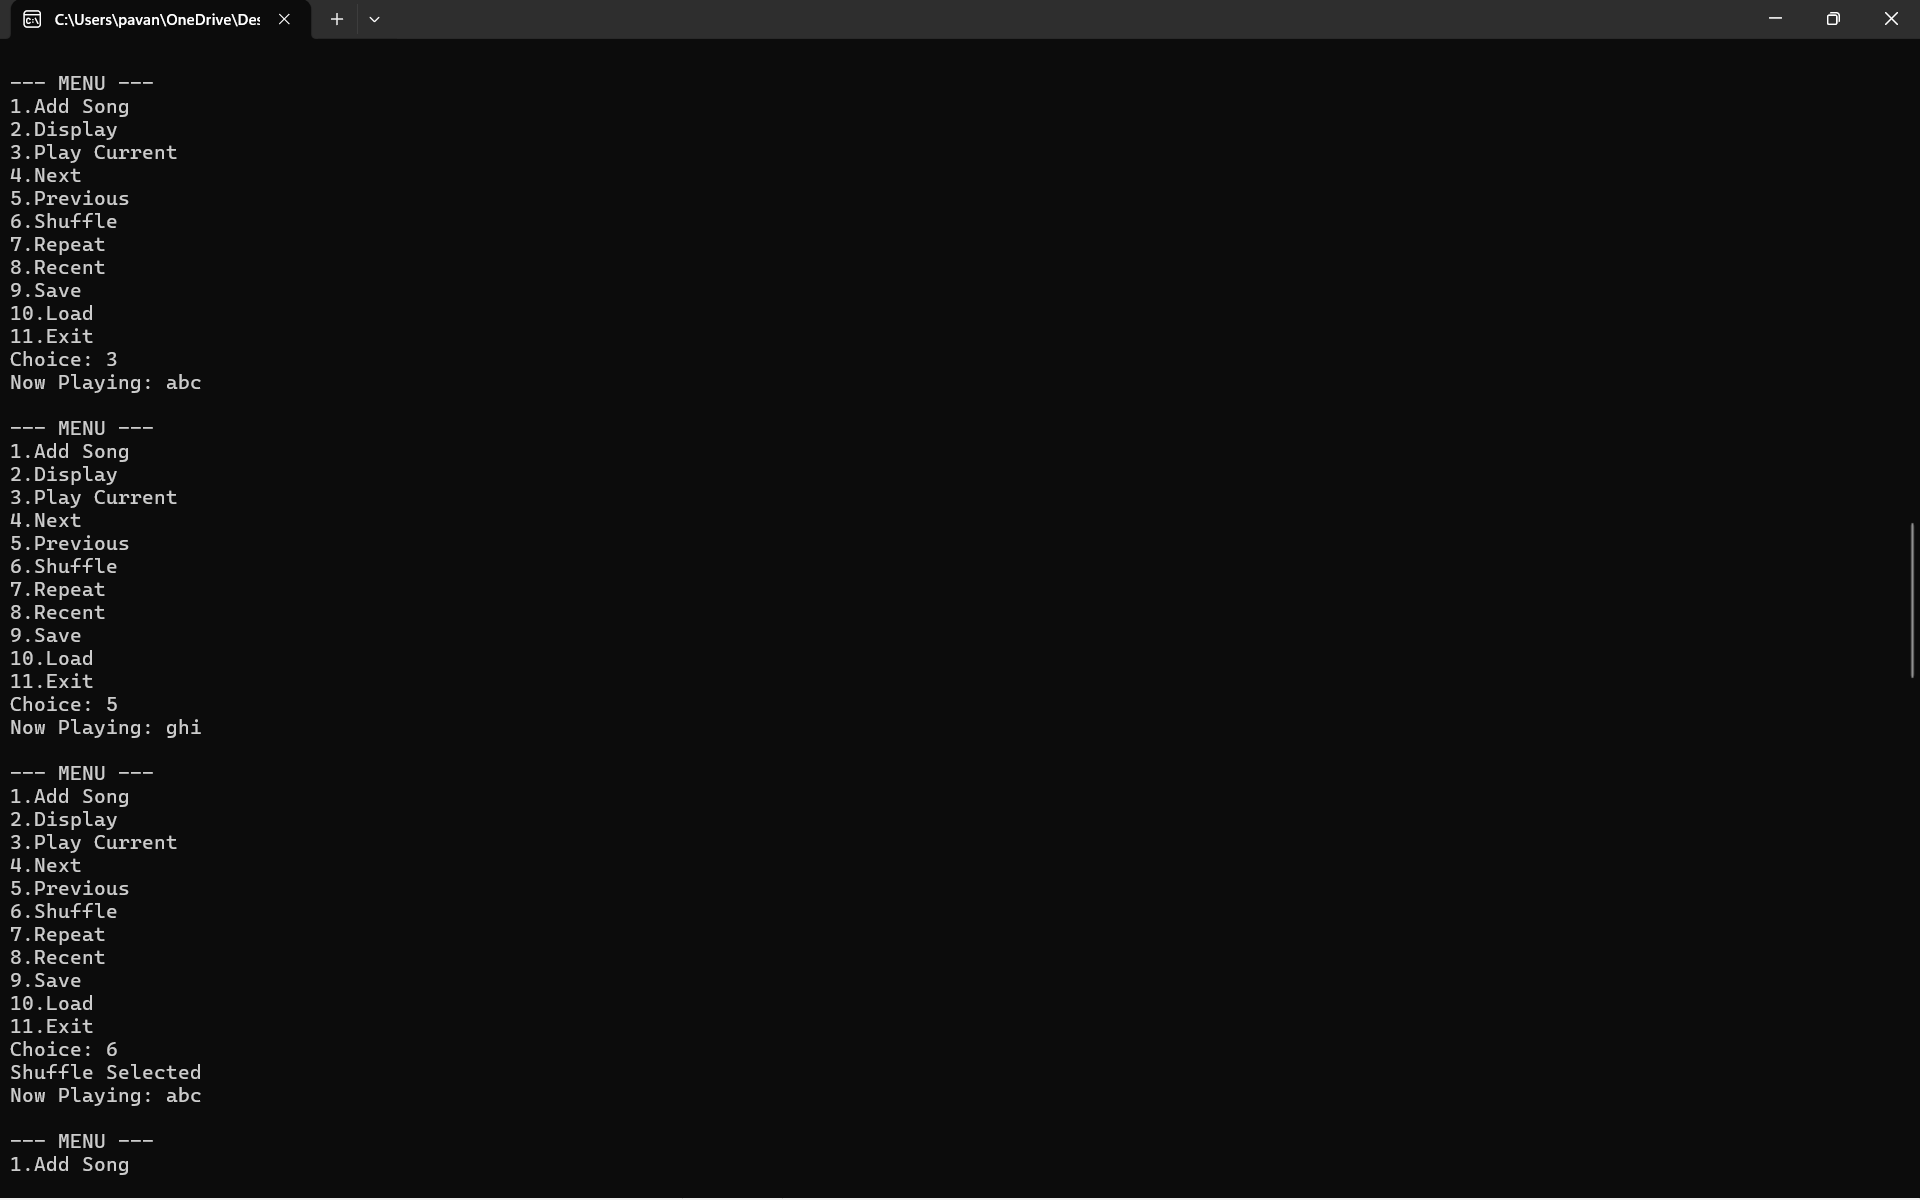 C:\Users\pavan\OneDrive\Des
--- MENU ---
1.Add Song
2.Display
3.Play Current
4.Next
5.Previous
6.Shuffle
7.Repeat
8.Recent
9.Save
10.Load
11.Exit
Choice: 3
Now Playing: abc
--- MENU ---
1.Add Song
2.Display
3.Play Current
4.Next
5.Previous
6.Shuffle
7.Repeat
8.Recent
9.Save
10.Load
11.Exit
Choice: 5
Now Playing: ghi
--- MENU ---
1.Add Song
2.Display
3.Play Current
4.Next
5.Previous
6.Shuffle
7.Repeat
8.Recent
9.Save
10.Load
11.Exit
Choice: 6
Shuffle Selected
Now Playing: abc
--- MENU ---
1.Add Song